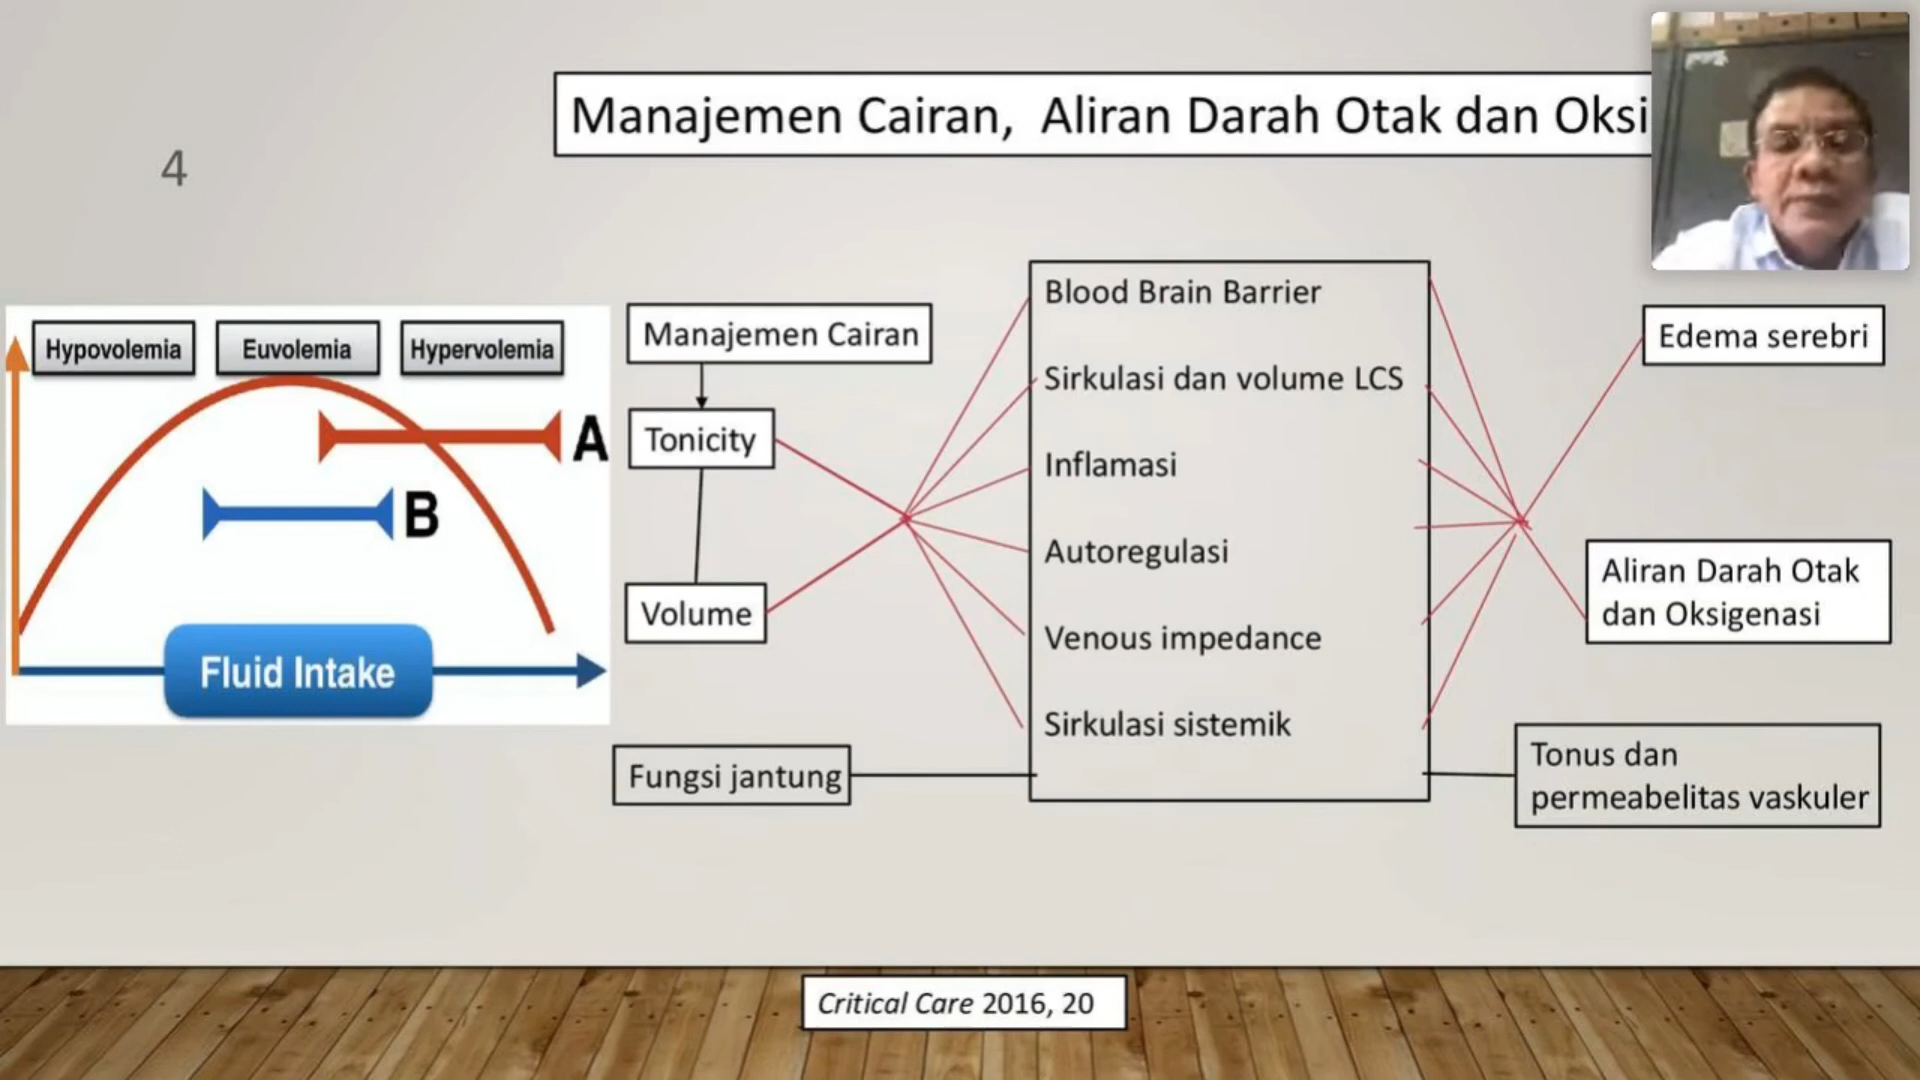 Manajemen Cairan, Aliran Darah Otak dan Oksi
4
Hypovolemia
Euvolemia
Hypervolemia
A
B
Fluid Intake
Manajemen Cairan
Tonicity
Volume
Fungsi jantung
Blood Brain Barrier
Sirkulasi dan volume LCS
Inflamasi
Autoregulasi
Venous impedance
Sirkulasi sistemik
Edema serebri
Aliran Darah Otak
dan Oksigenasi
Tonus dan
permeabelitas vaskuler
Critical Care 2016, 20